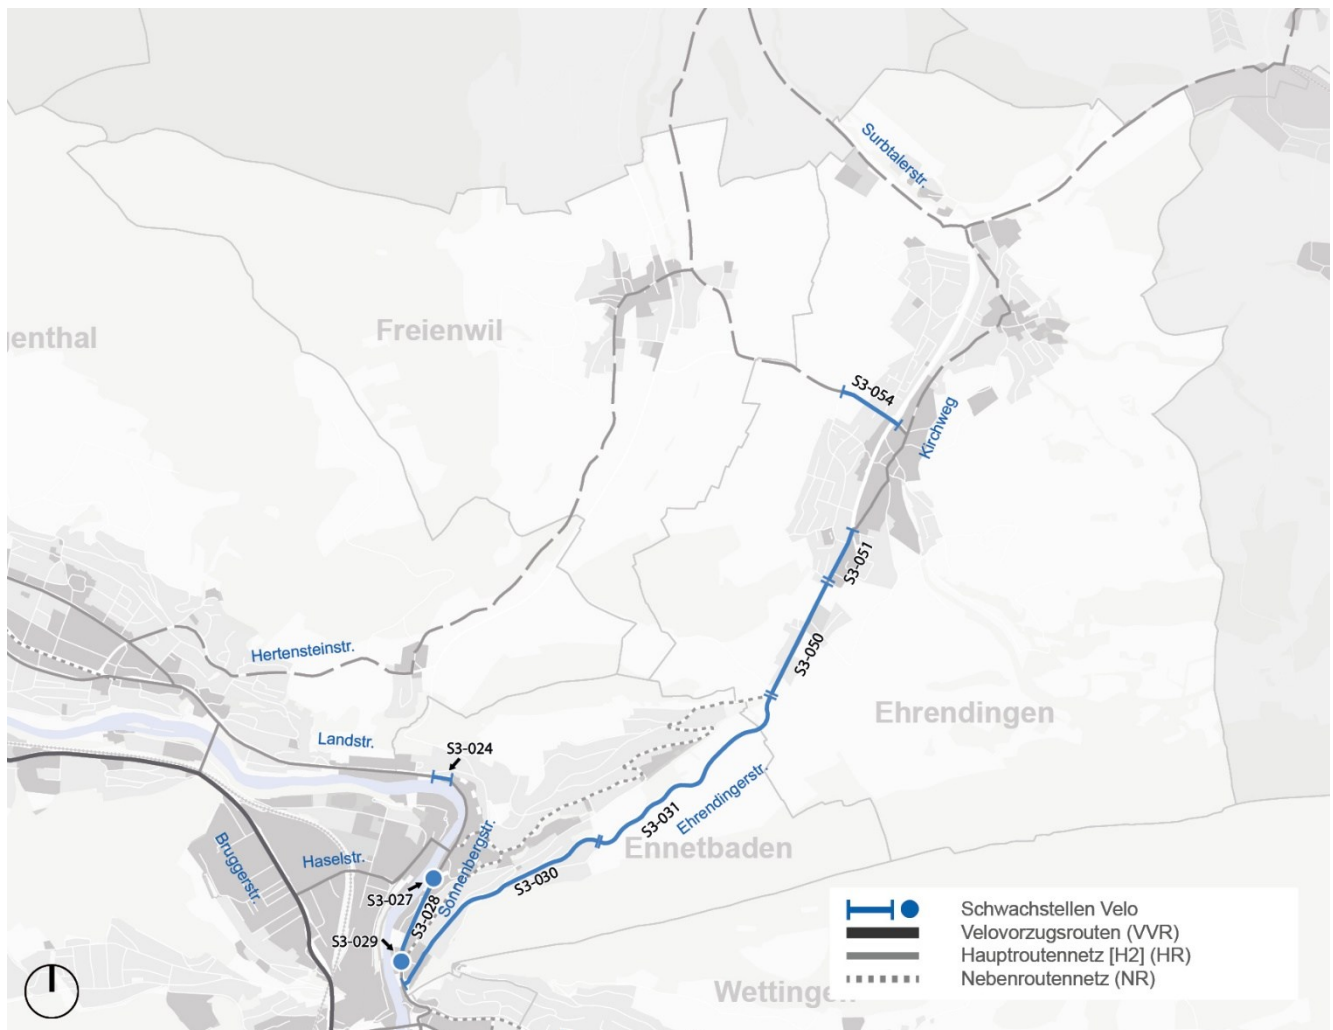 Surbtalerstr.
genthal
Freienwil
S3-054
Kirchweg
S3-051
Hertensteinstr.
S3-050
Ehrendingen
Landstr.
S3-024
S3-031
Ehrendingerstr.
Bruggerstr.
Haselstr.
Sonnenbergstr.
Ennetbaden
S3-027
S3-028
S3-030
S3-029
Wettingen
Schwachstellen Velo
Velovorzugsrouten (VVR)
Hauptroutennetz [H2] (HR)
Nebenroutennetz (NR)